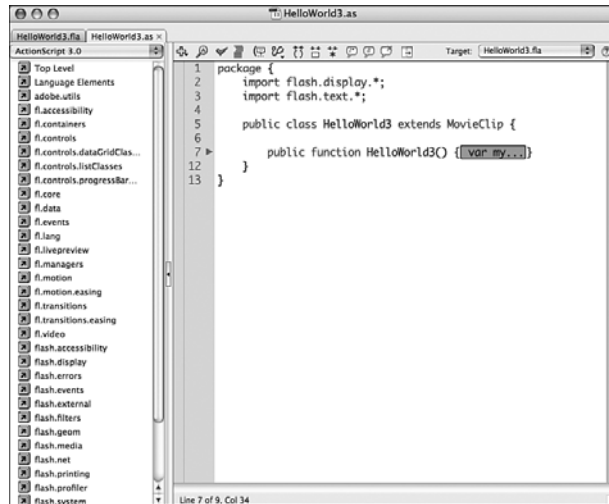 HelloWorld3.as
HelloWorld3.fla
HelloWorld3.as ×
ActionScript 3.0
Target:
HelloWorld3.fla
Top Level
Language Elements
adobe.utils
fl.accessibility
fl.containers
fl.controls
fl.controls.dataGridClas...
fl.controls.listClasses
fl.controls.progressBar...
fl.core
fl.data
fl.events
fl.lang
fl.livepreview
fl.managers
fl.motion
fl.motion.easing
fl.transitions
fl.transitions.easing
fl.video
flash.accessibility
flash.display
flash.errors
flash.events
flash.external
flash.filters
flash.geom
flash.media
flash.net
flash.printing
flash.profiler
flash.system
1 package {
2 import flash.display.*;
3 import flash.text.*;
4
5 public class HelloWorld3 extends MovieClip {
6
7 public function HelloWorld3() { var my...}
12 }
13 }
Line 7 of 9, Col 34